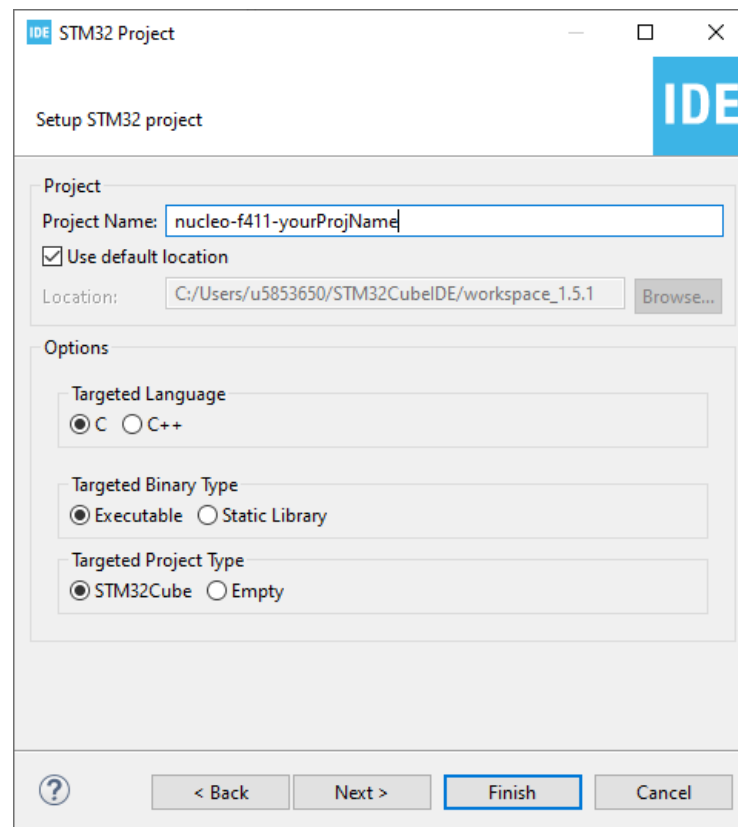 IDE STM32 Project
Setup STM32 project
IDE
Project
Project Name: nucleo-f411-yourProjName
Use default location
Location: C:/Users/u5853650/STM32CubeIDE/workspace_1.5.1 Browse...
Options
Targeted Language
C C++
Targeted Binary Type
Executable Static Library
Targeted Project Type
STM32Cube Empty
? < Back Next > Finish Cancel